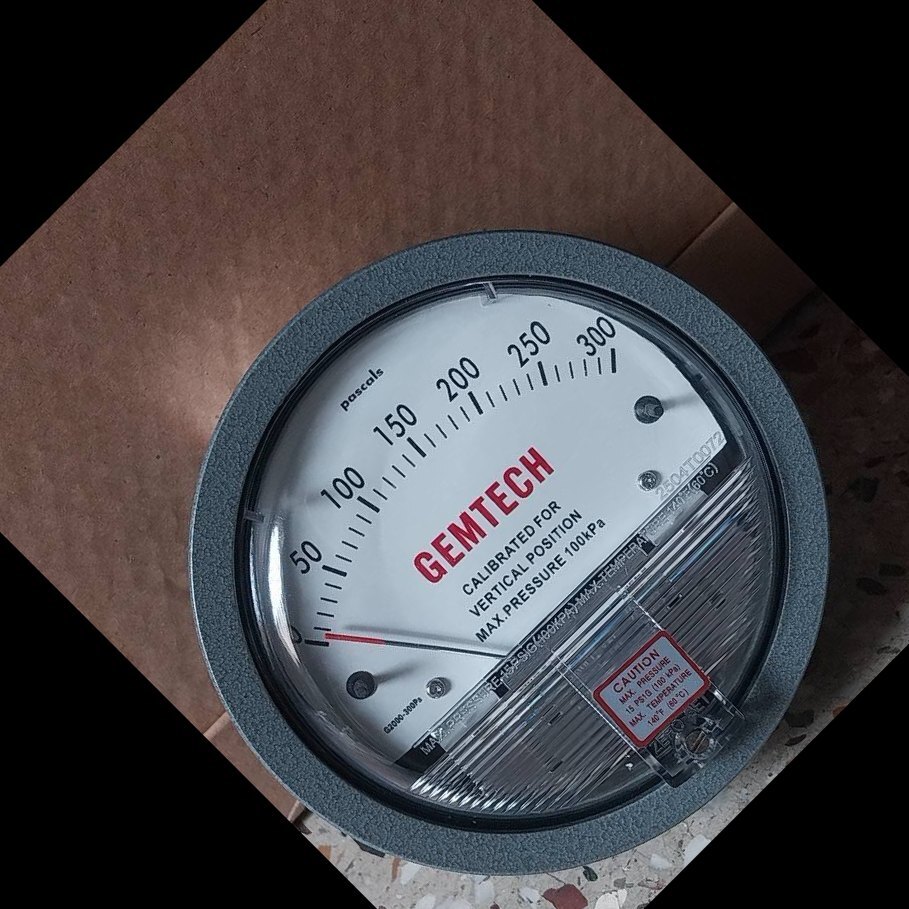 pascals
0 50 100 150 200 250 300
GEMTECH
CALIBRATED FOR
VERTICAL POSITION
MAX.PRESSURE 100kPa
G2000-300Pa
2504T0072
CAUTION
MAX. PRESSURE
15 PSIG (100 kPa)
MAX. TEMPERATURE
140°F (60°C)